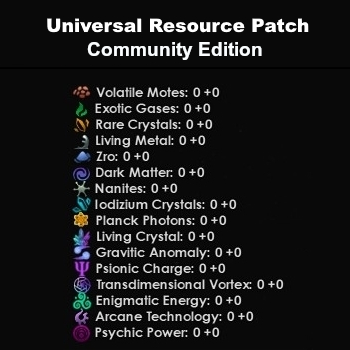 Universal Resource Patch
Community Edition
Volatile Motes: 0 +0
Exotic Gases: 0 +0
Rare Crystals: 0 +0
Living Metal: 0 +0
Zro: 0 +0
Dark Matter: 0 +0
Nanites: 0 +0
Iodizium Crystals: 0 +0
Planck Photons: 0 +0
Living Crystal: 0 +0
Gravitic Anomaly: 0 +0
Psionic Charge: 0 +0
Transdimensional Vortex: 0 +0
Enigmatic Energy: 0 +0
Arcane Technology: 0 +0
Psychic Power: 0 +0